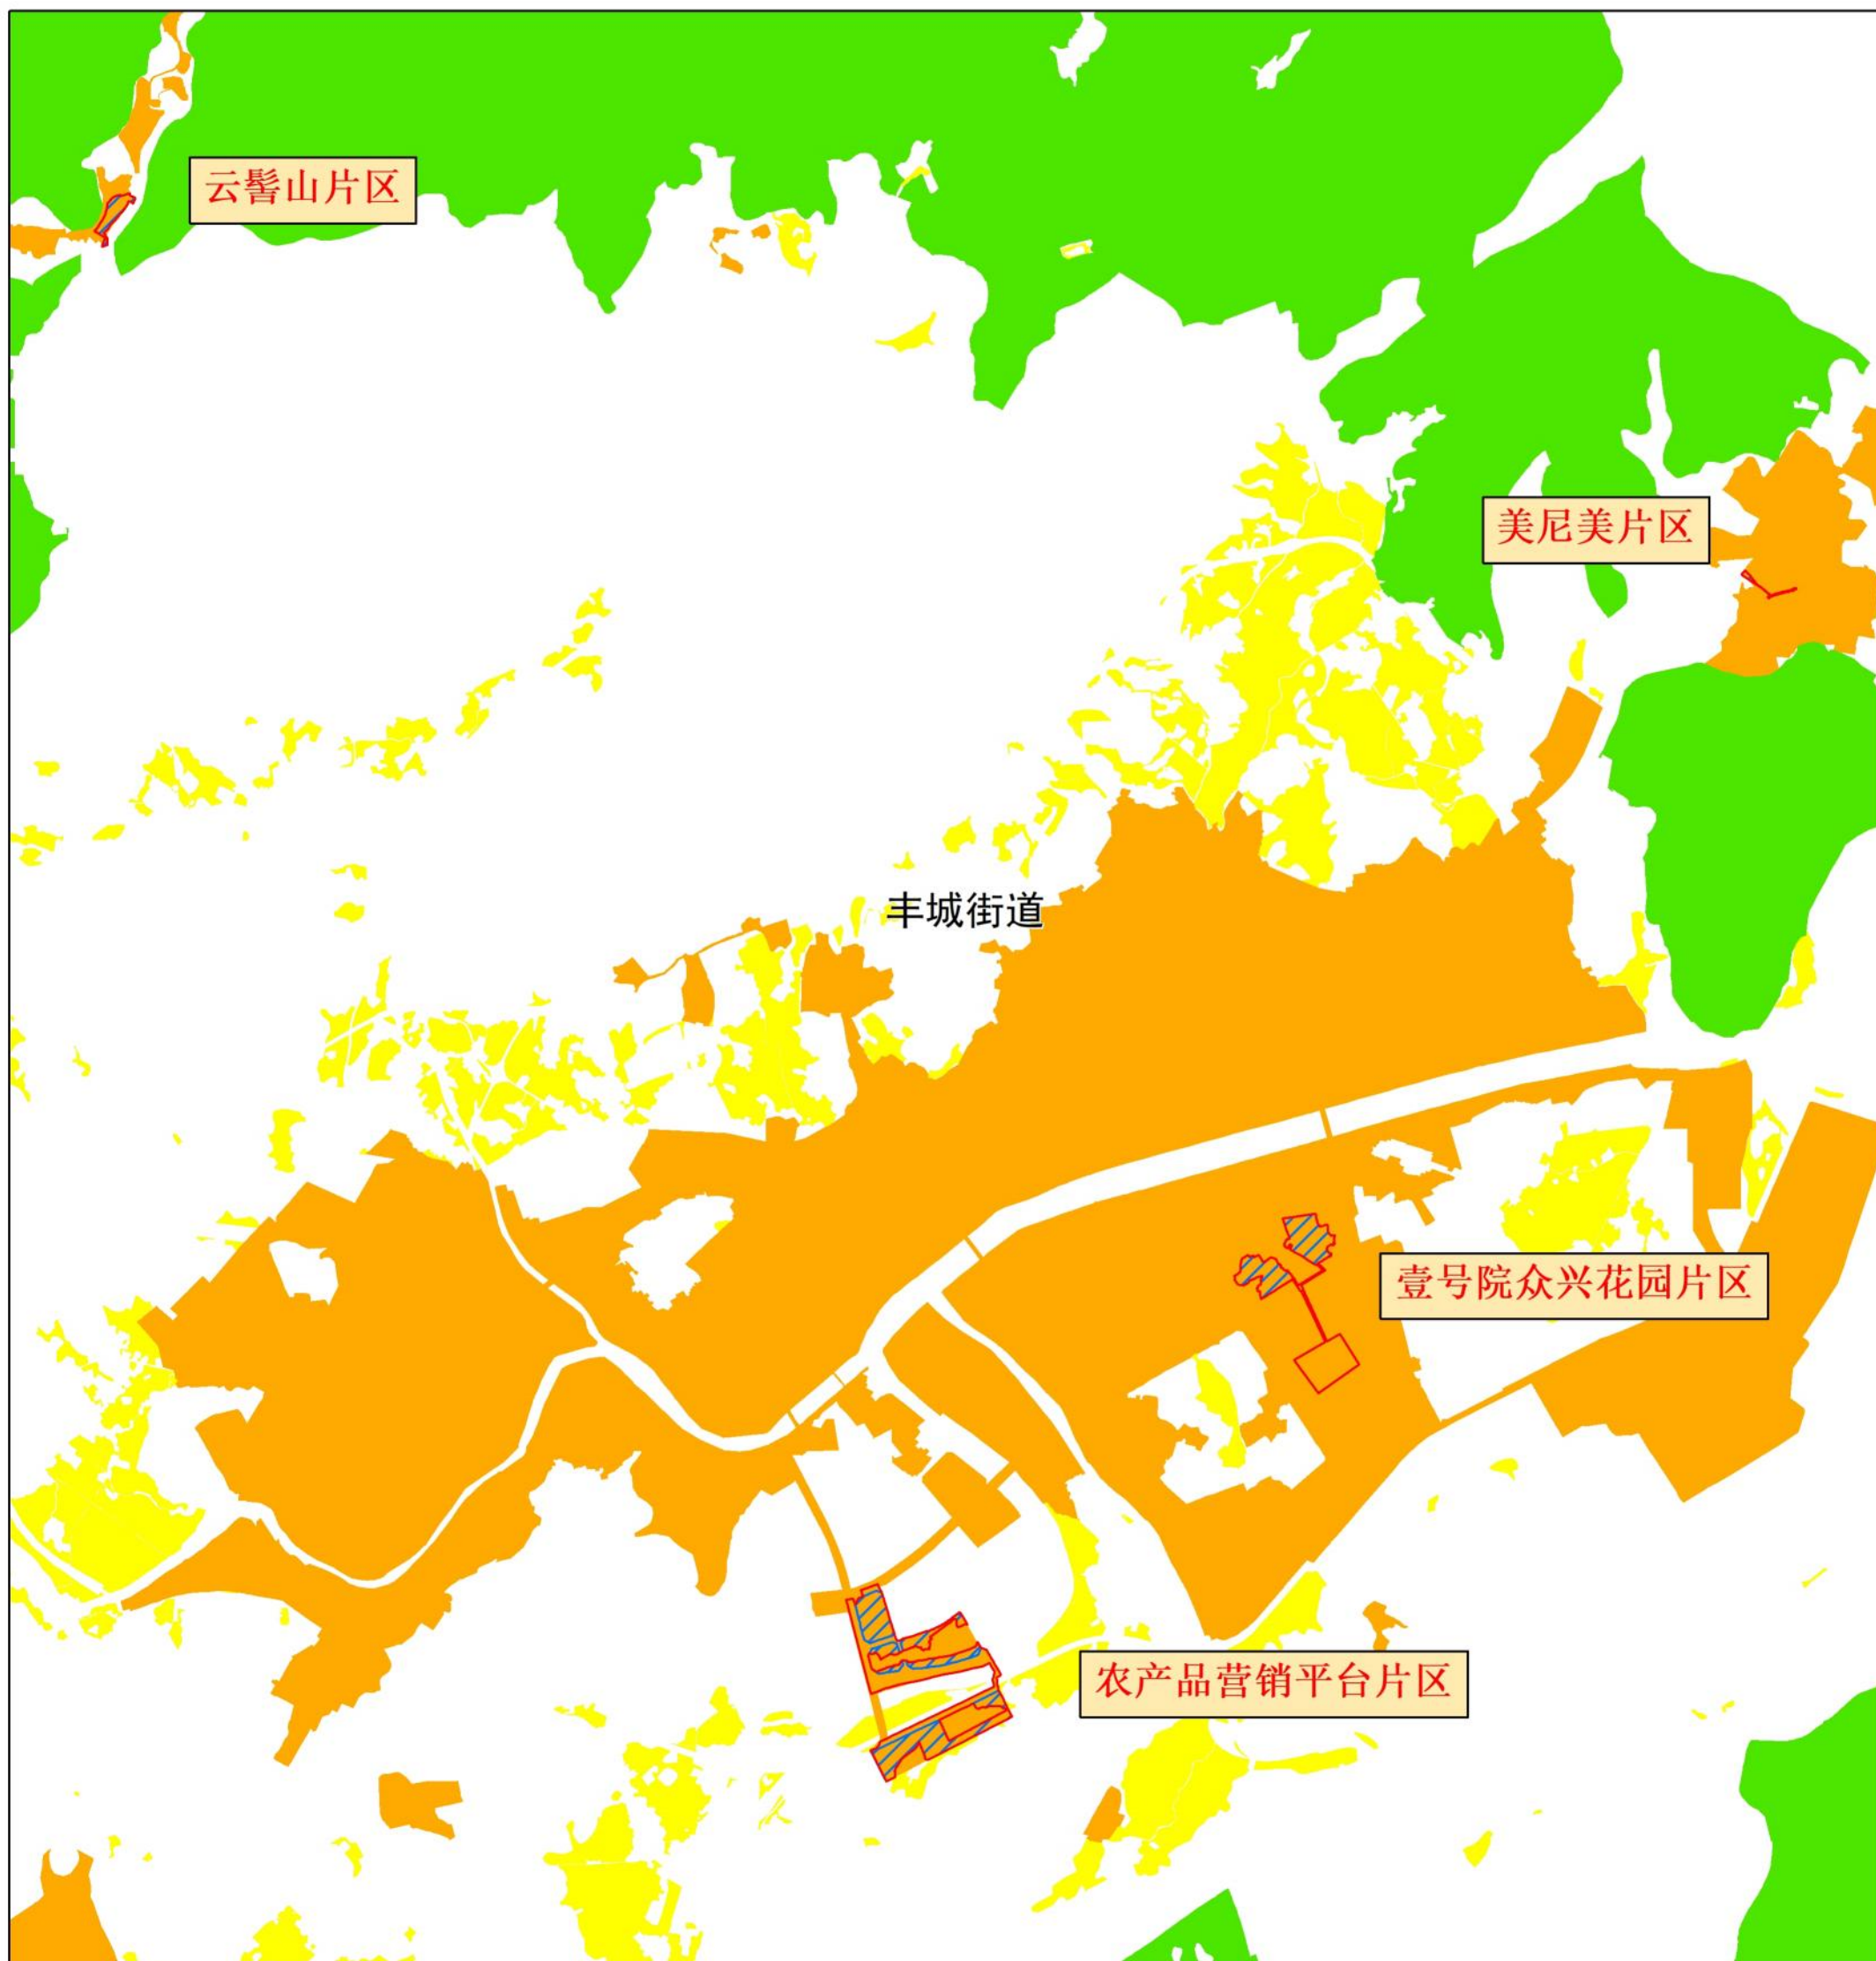 云髻山片区
美尼美片区
丰城街道
壹号院众兴花园片区
农产品营销平台片区